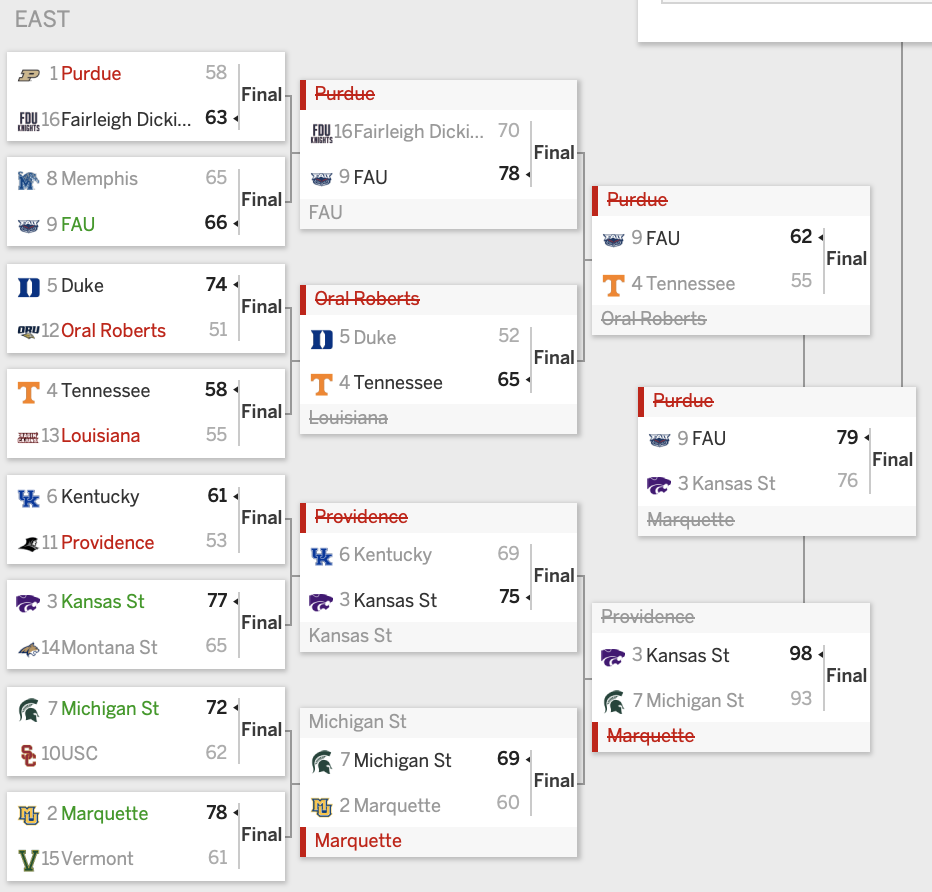 EAST
1 Purdue 58
FDU KNIGHTS 16 Fairleigh Dicki... 63
Final
8 Memphis 65
9 FAU 66
Final
5 Duke 74
ORU 12 Oral Roberts 51
Final
4 Tennessee 58
13 Louisiana 55
Final
6 Kentucky 61
11 Providence 53
Final
3 Kansas St 77
14 Montana St 65
Final
7 Michigan St 72
10 USC 62
Final
2 Marquette 78
15 Vermont 61
Final
Purdue
FDU KNIGHTS 16 Fairleigh Dicki... 70
9 FAU 78
Final
FAU
Oral Roberts
5 Duke 52
4 Tennessee 65
Final
Louisiana
Providence
6 Kentucky 69
3 Kansas St 75
Final
Kansas St
Michigan St
7 Michigan St 69
2 Marquette 60
Final
Marquette
Purdue
9 FAU 62
4 Tennessee 55
Final
Oral Roberts
Providence
3 Kansas St 98
7 Michigan St 93
Final
Marquette
Purdue
9 FAU 79
3 Kansas St 76
Final
Marquette